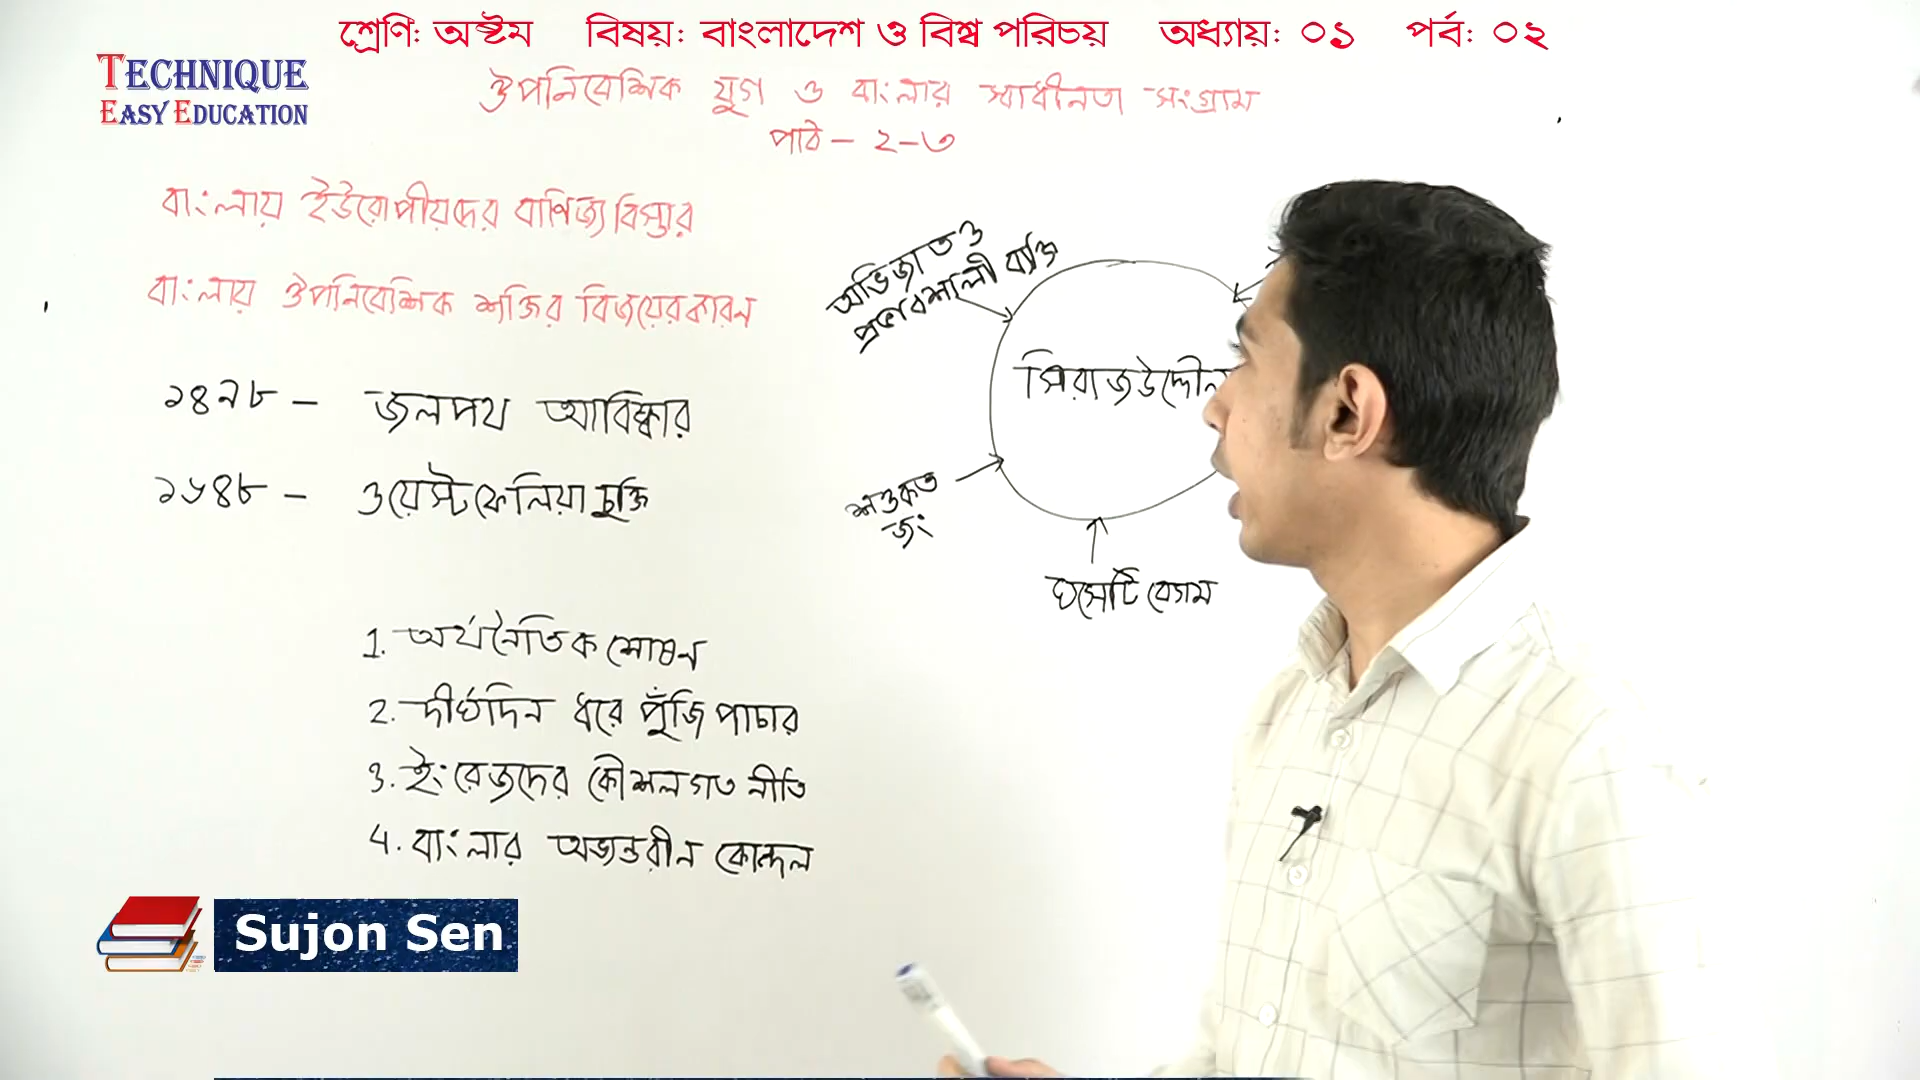 শ্রেণি: অষ্টম বিষয়: বাংলাদেশ ও বিশ্ব পরিচয় অধ্যায়: ০১ পর্ব: ০২
TECHNIQUE
EASY EDUCATION
ঔপনিবেশিক যুগ ও বাংলার স্বাধীনতা সংগ্রাম
পাঠ - ২-৩
বাংলায় ইউরোপীয়দের বাণিজ্য বিস্তার
বাংলায় ঔপনিবেশিক শক্তির বিজয়ের কারন
১৪৯৮ - জলপথ আবিষ্কার
১৬৪৮ - ওয়েস্টফেলিয়া চুক্তি
1. অর্থনৈতিক শোষন
2. দীর্ঘদিন ধরে পুঁজি পাচার
3. ইংরেজদের কৌশলগত নীতি
4. বাংলার অভ্যন্তরীন কোন্দল
অভিজাত ও
প্রভাবশালী ব্যক্তি
সিরাজউদ্দৌল
শওকত
জং
ঘসেটি বেগম
Sujon Sen